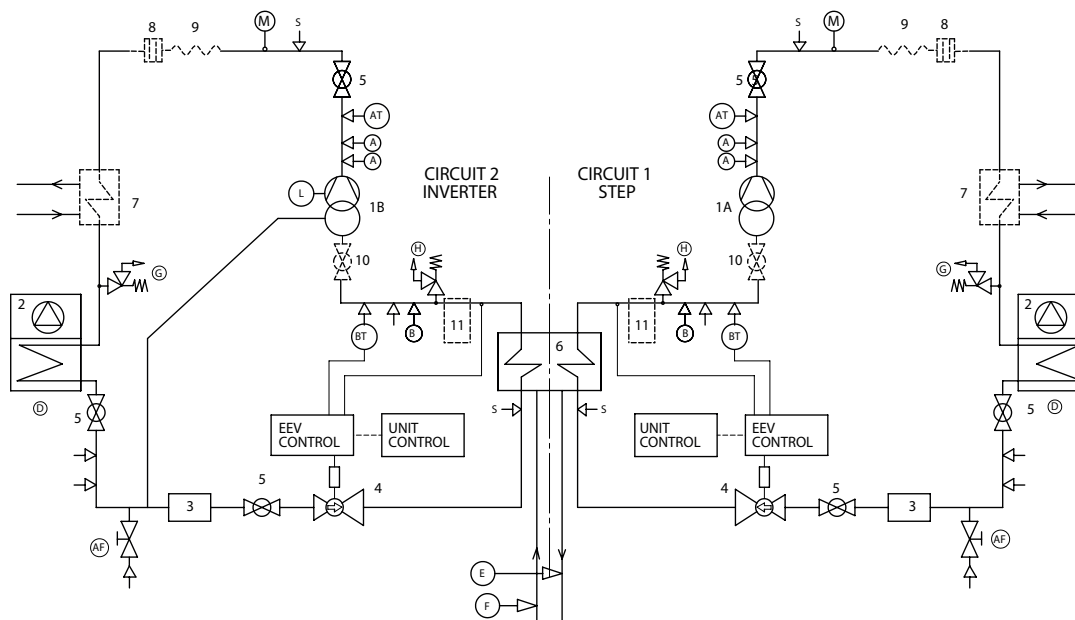 8
9
M
S
S
M
9
8
5
5
5
AT
AT
A
A
A
A
CIRCUIT 2
INVERTER
CIRCUIT 1
STEP
L
1B
1A
7
7
10
10
H
H
G
G
2
2
11
11
B
B
BT
BT
6
D
D
5
5
S
S
EEV
CONTROL
UNIT
CONTROL
UNIT
CONTROL
EEV
CONTROL
5
4
4
5
3
3
AF
AF
E
F